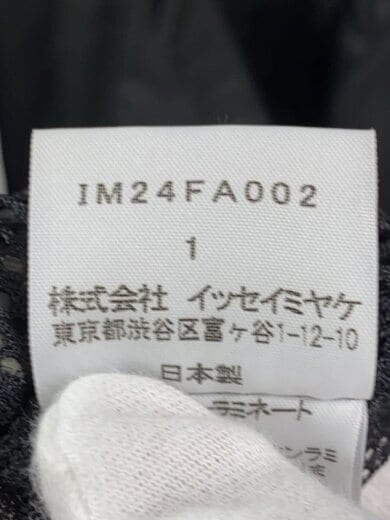 IM24FA002
1
株式会社 イッセイミヤケ
東京都渋谷区富ヶ谷1-12-10
日本製
ラミネート